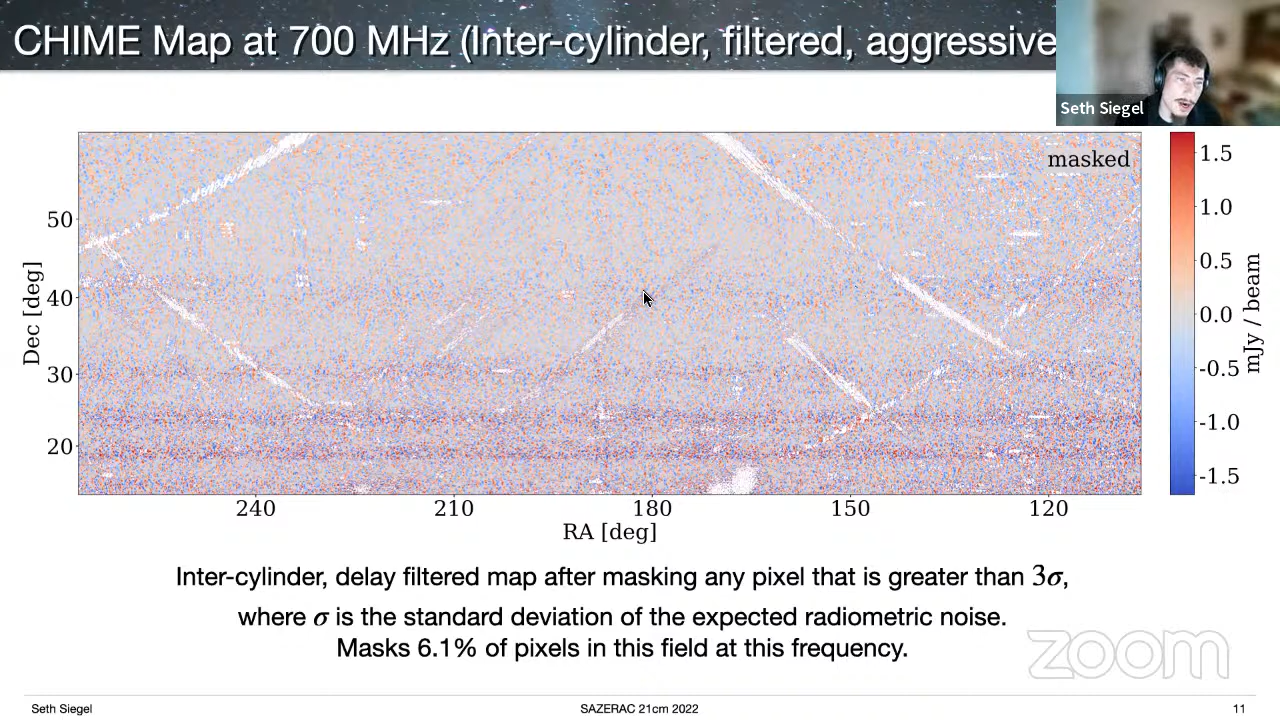 CHIME Map at 700 MHz (Inter-cylinder, filtered, aggressive
Seth Siegel
masked
50
40
30
20
Dec [deg]
240
210
180
150
120
RA [deg]
1.5
1.0
0.5
0.0
-0.5
-1.0
-1.5
mJy / beam
Inter-cylinder, delay filtered map after masking any pixel that is greater than 3σ,
where σ is the standard deviation of the expected radiometric noise.
Masks 6.1% of pixels in this field at this frequency.
zoom
Seth Siegel
SAZERAC 21cm 2022
11